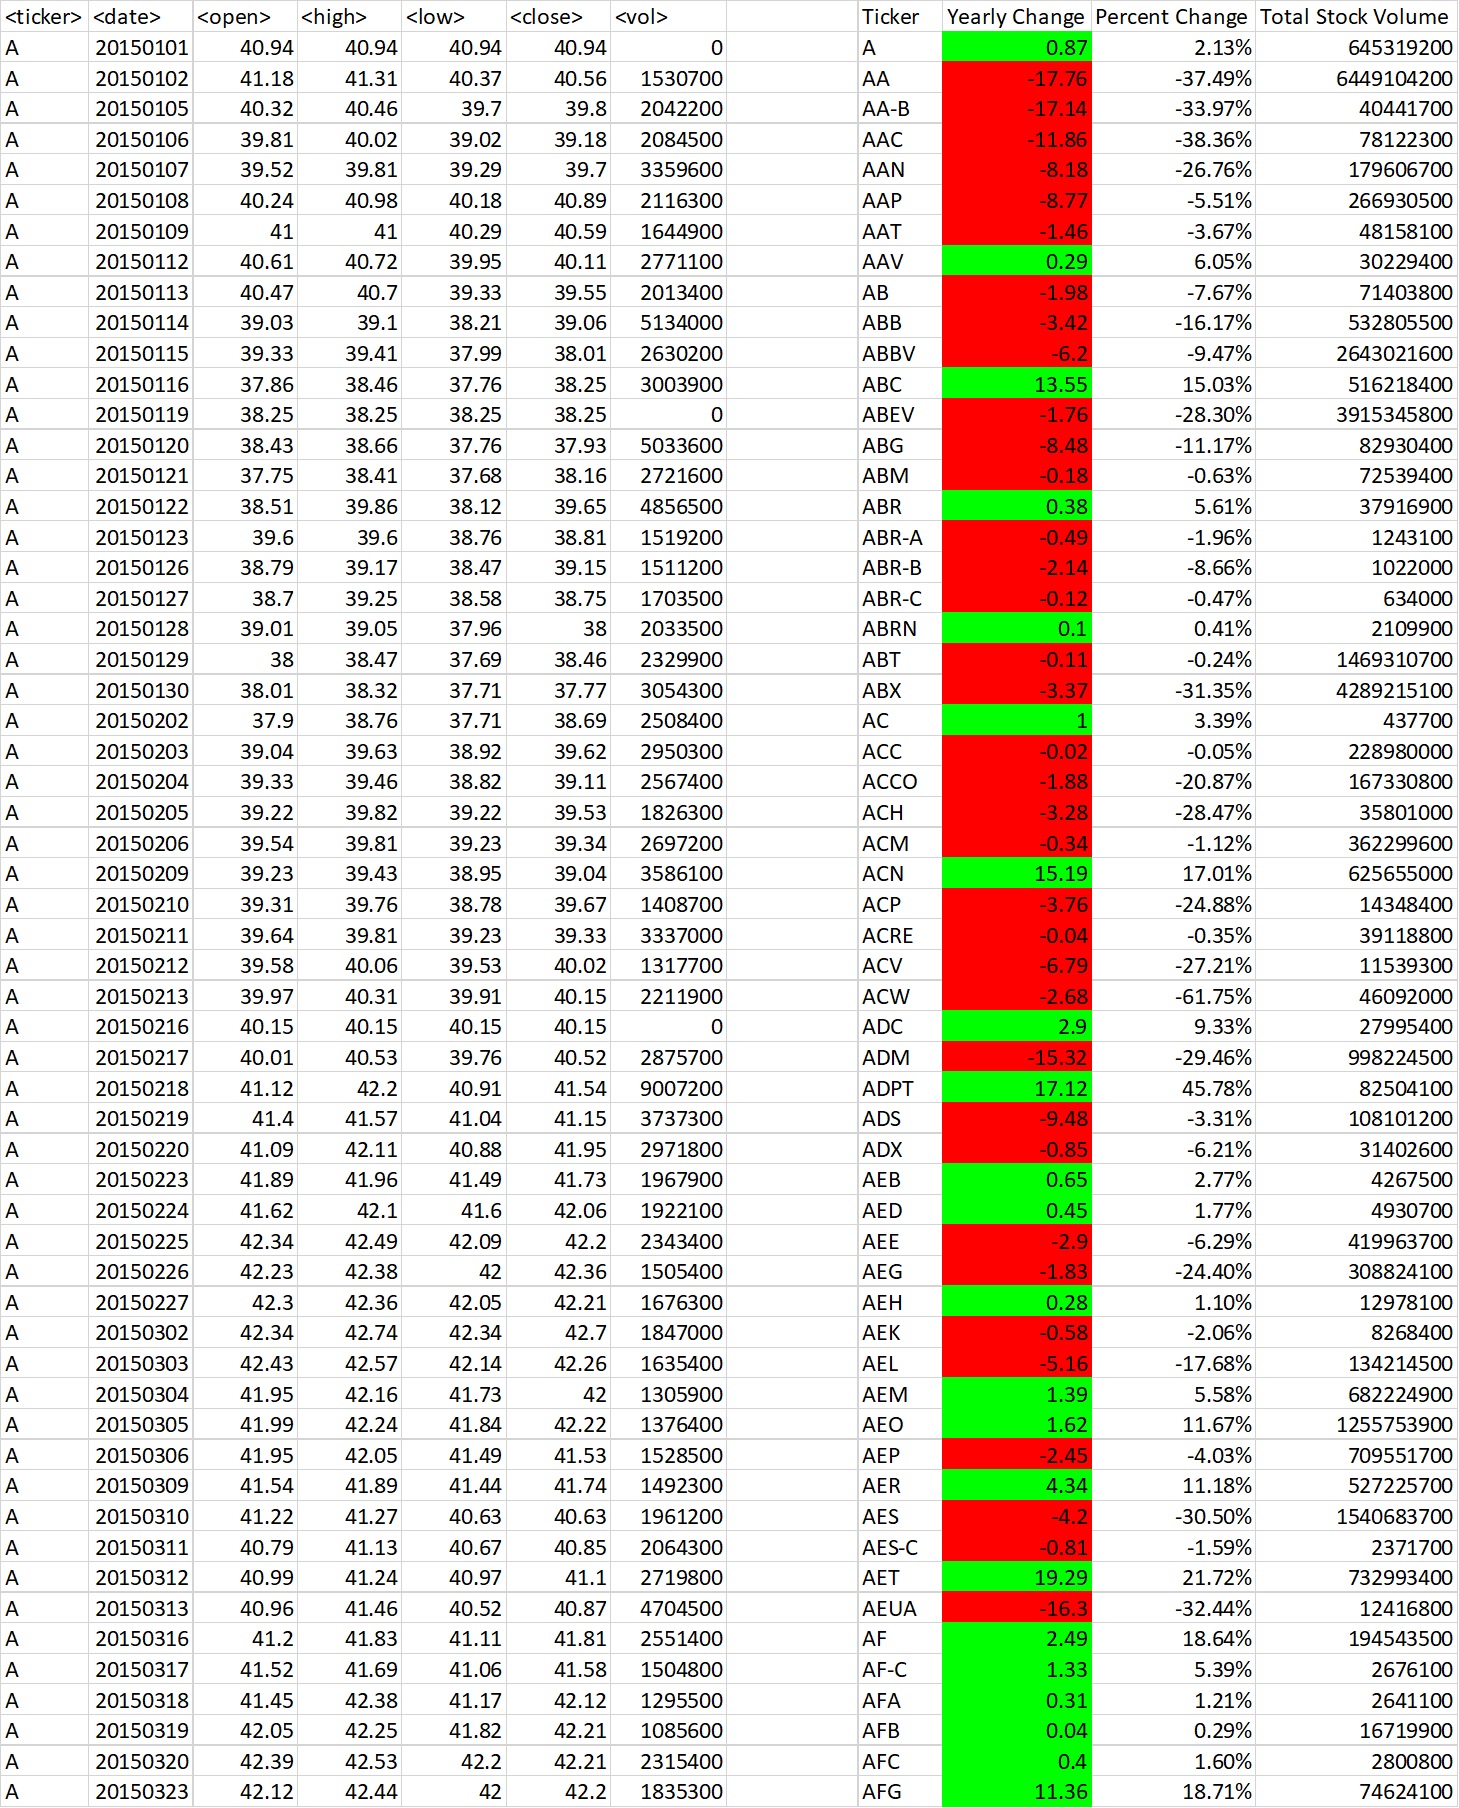 <ticker> <date> <open> <high> <low> <close> <vol> Ticker Yearly Change Percent Change Total Stock Volume
A 20150101 40.94 40.94 40.94 40.94 0 A 0.87 2.13% 645319200
A 20150102 41.18 41.31 40.37 40.56 1530700 AA -17.76 -37.49% 6449104200
A 20150105 40.32 40.46 39.7 39.8 2042200 AA-B -17.14 -33.97% 40441700
A 20150106 39.81 40.02 39.02 39.18 2084500 AAC -11.86 -38.36% 78122300
A 20150107 39.52 39.81 39.29 39.7 3359600 AAN -8.18 -26.76% 179606700
A 20150108 40.24 40.98 40.18 40.89 2116300 AAP -8.77 -5.51% 266930500
A 20150109 41 41 40.29 40.59 1644900 AAT -1.46 -3.67% 48158100
A 20150112 40.61 40.72 39.95 40.11 2771100 AAV 0.29 6.05% 30229400
A 20150113 40.47 40.7 39.33 39.55 2013400 AB -1.98 -7.67% 71403800
A 20150114 39.03 39.1 38.21 39.06 5134000 ABB -3.42 -16.17% 532805500
A 20150115 39.33 39.41 37.99 38.01 2630200 ABBV -6.2 -9.47% 2643021600
A 20150116 37.86 38.46 37.76 38.25 3003900 ABC 13.55 15.03% 516218400
A 20150119 38.25 38.25 38.25 38.25 0 ABEV -1.76 -28.30% 3915345800
A 20150120 38.43 38.66 37.76 37.93 5033600 ABG -8.48 -11.17% 82930400
A 20150121 37.75 38.41 37.68 38.16 2721600 ABM -0.18 -0.63% 72539400
A 20150122 38.51 39.86 38.12 39.65 4856500 ABR 0.38 5.61% 37916900
A 20150123 39.6 39.6 38.76 38.81 1519200 ABR-A -0.49 -1.96% 1243100
A 20150126 38.79 39.17 38.47 39.15 1511200 ABR-B -2.14 -8.66% 1022000
A 20150127 38.7 39.25 38.58 38.75 1703500 ABR-C -0.12 -0.47% 634000
A 20150128 39.01 39.05 37.96 38 2033500 ABRN 0.1 0.41% 2109900
A 20150129 38 38.47 37.69 38.46 2329900 ABT -0.11 -0.24% 1469310700
A 20150130 38.01 38.32 37.71 37.77 3054300 ABX -3.37 -31.35% 4289215100
A 20150202 37.9 38.76 37.71 38.69 2508400 AC 1 3.39% 437700
A 20150203 39.04 39.63 38.92 39.62 2950300 ACC -0.02 -0.05% 228980000
A 20150204 39.33 39.46 38.82 39.11 2567400 ACCO -1.88 -20.87% 167330800
A 20150205 39.22 39.82 39.22 39.53 1826300 ACH -3.28 -28.47% 35801000
A 20150206 39.54 39.81 39.23 39.34 2697200 ACM -0.34 -1.12% 362299600
A 20150209 39.23 39.43 38.95 39.04 3586100 ACN 15.19 17.01% 625655000
A 20150210 39.31 39.76 38.78 39.67 1408700 ACP -3.76 -24.88% 14348400
A 20150211 39.64 39.81 39.23 39.33 3337000 ACRE -0.04 -0.35% 39118800
A 20150212 39.58 40.06 39.53 40.02 1317700 ACV -6.79 -27.21% 11539300
A 20150213 39.97 40.31 39.91 40.15 2211900 ACW -2.68 -61.75% 46092000
A 20150216 40.15 40.15 40.15 40.15 0 ADC 2.9 9.33% 27995400
A 20150217 40.01 40.53 39.76 40.52 2875700 ADM -15.32 -29.46% 998224500
A 20150218 41.12 42.2 40.91 41.54 9007200 ADPT 17.12 45.78% 82504100
A 20150219 41.4 41.57 41.04 41.15 3737300 ADS -9.48 -3.31% 108101200
A 20150220 41.09 42.11 40.88 41.95 2971800 ADX -0.85 -6.21% 31402600
A 20150223 41.89 41.96 41.49 41.73 1967900 AEB 0.65 2.77% 4267500
A 20150224 41.62 42.1 41.6 42.06 1922100 AED 0.45 1.77% 4930700
A 20150225 42.34 42.49 42.09 42.2 2343400 AEE -2.9 -6.29% 419963700
A 20150226 42.23 42.38 42 42.36 1505400 AEG -1.83 -24.40% 308824100
A 20150227 42.3 42.36 42.05 42.21 1676300 AEH 0.28 1.10% 12978100
A 20150302 42.34 42.74 42.34 42.7 1847000 AEK -0.58 -2.06% 8268400
A 20150303 42.43 42.57 42.14 42.26 1635400 AEL -5.16 -17.68% 134214500
A 20150304 41.95 42.16 41.73 42 1305900 AEM 1.39 5.58% 682224900
A 20150305 41.99 42.24 41.84 42.22 1376400 AEO 1.62 11.67% 1255753900
A 20150306 41.95 42.05 41.49 41.53 1528500 AEP -2.45 -4.03% 709551700
A 20150309 41.54 41.89 41.44 41.74 1492300 AER 4.34 11.18% 527225700
A 20150310 41.22 41.27 40.63 40.63 1961200 AES -4.2 -30.50% 1540683700
A 20150311 40.79 41.13 40.67 40.85 2064300 AES-C -0.81 -1.59% 2371700
A 20150312 40.99 41.24 40.97 41.1 2719800 AET 19.29 21.72% 732993400
A 20150313 40.96 41.46 40.52 40.87 4704500 AEUA -16.3 -32.44% 12416800
A 20150316 41.2 41.83 41.11 41.81 2551400 AF 2.49 18.64% 194543500
A 20150317 41.52 41.69 41.06 41.58 1504800 AF-C 1.33 5.39% 2676100
A 20150318 41.45 42.38 41.17 42.12 1295500 AFA 0.31 1.21% 2641100
A 20150319 42.05 42.25 41.82 42.21 1085600 AFB 0.04 0.29% 16719900
A 20150320 42.39 42.53 42.2 42.21 2315400 AFC 0.4 1.60% 2800800
A 20150323 42.12 42.44 42 42.2 1835300 AFG 11.36 18.71% 74624100